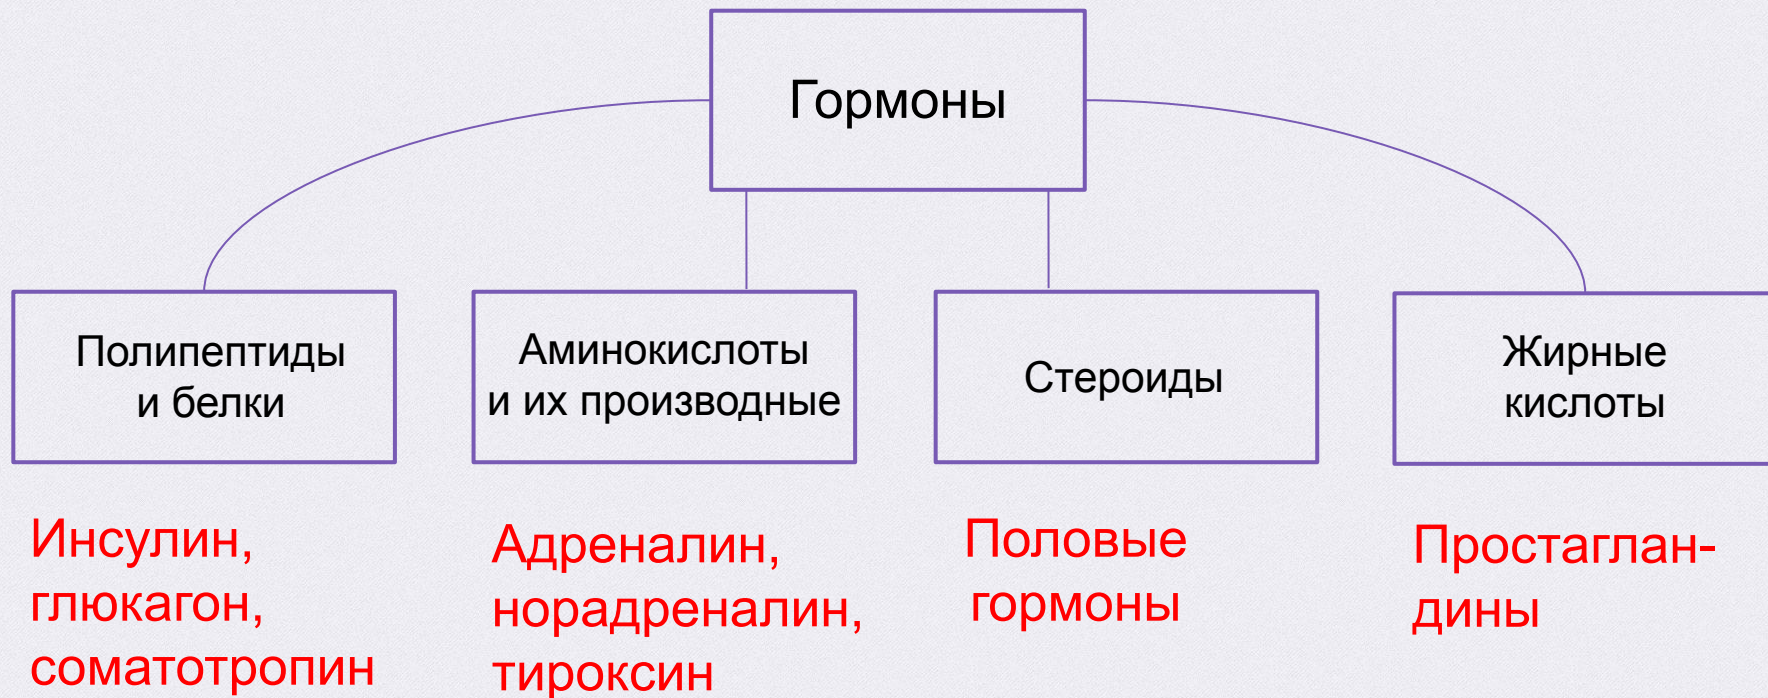 Гормоны
Полипептиды
и белки
Аминокислоты
и их производные
Стероиды
Жирные
кислоты
Инсулин,
глюкагон,
соматотропин
Адреналин,
норадреналин,
тироксин
Половые
гормоны
Простаглан-
дины